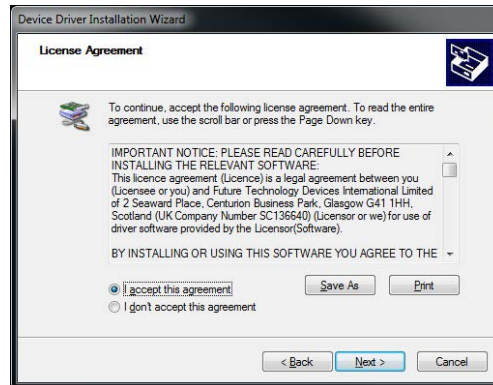 Device Driver Installation Wizard
License Agreement
To continue, accept the following license agreement. To read the entire
agreement, use the scroll bar or press the Page Down key.
IMPORTANT NOTICE: PLEASE READ CAREFULLY BEFORE
INSTALLING THE RELEVANT SOFTWARE:
This licence agreement (Licence) is a legal agreement between you
(Licensee or you) and Future Technology Devices International Limited
of 2 Seaward Place, Centurion Business Park, Glasgow G41 1HH,
Scotland (UK Company Number SC136640) (Licensor or we) for use of
driver software provided by the Licensor(Software).
BY INSTALLING OR USING THIS SOFTWARE YOU AGREE TO THE
I accept this agreement
Save As
Print
I don't accept this agreement
< Back
Next >
Cancel